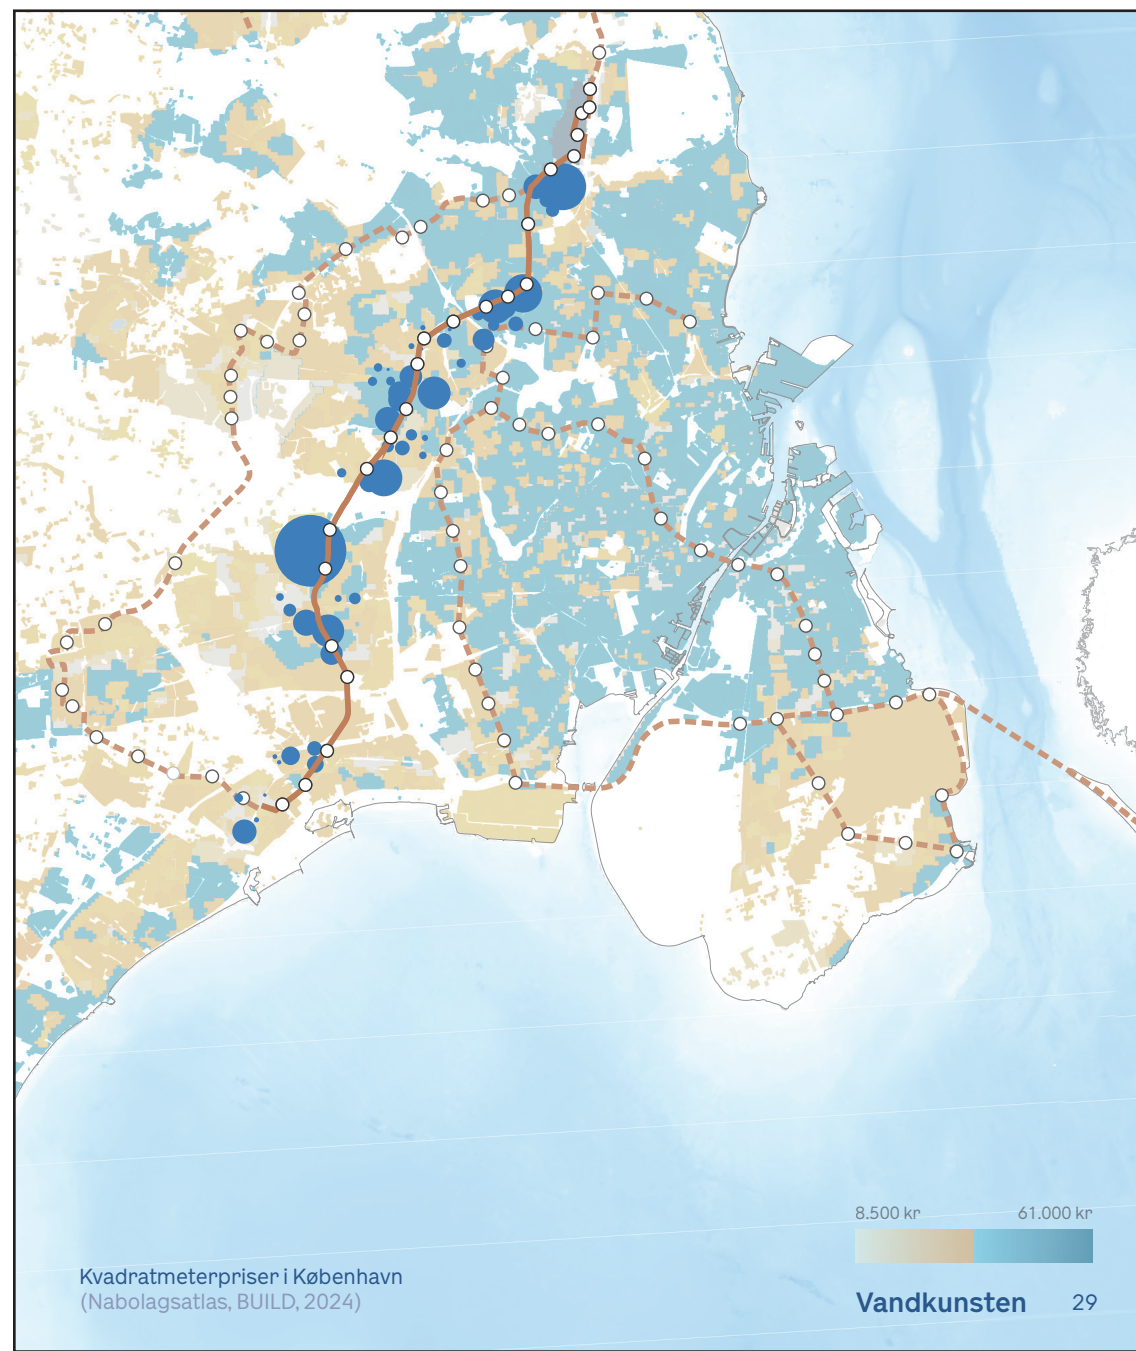 8.500 kr 61.000 kr
Kvadratmeterpriser i København
(Nabolagsatlas, BUILD, 2024)
Vandkunsten 29